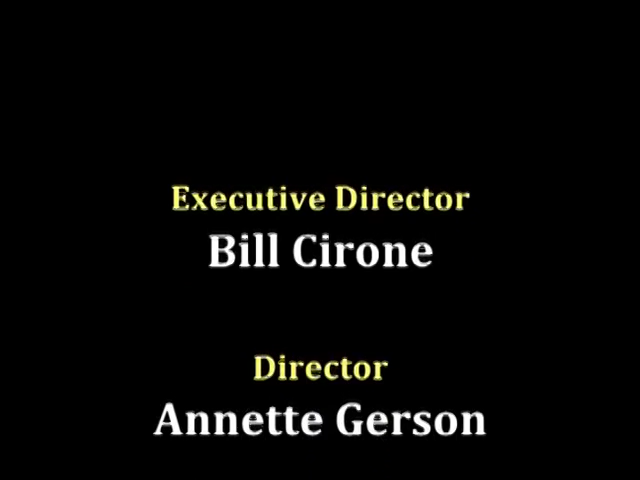 Executive Director
Bill Cirone
Director
Annette Gerson